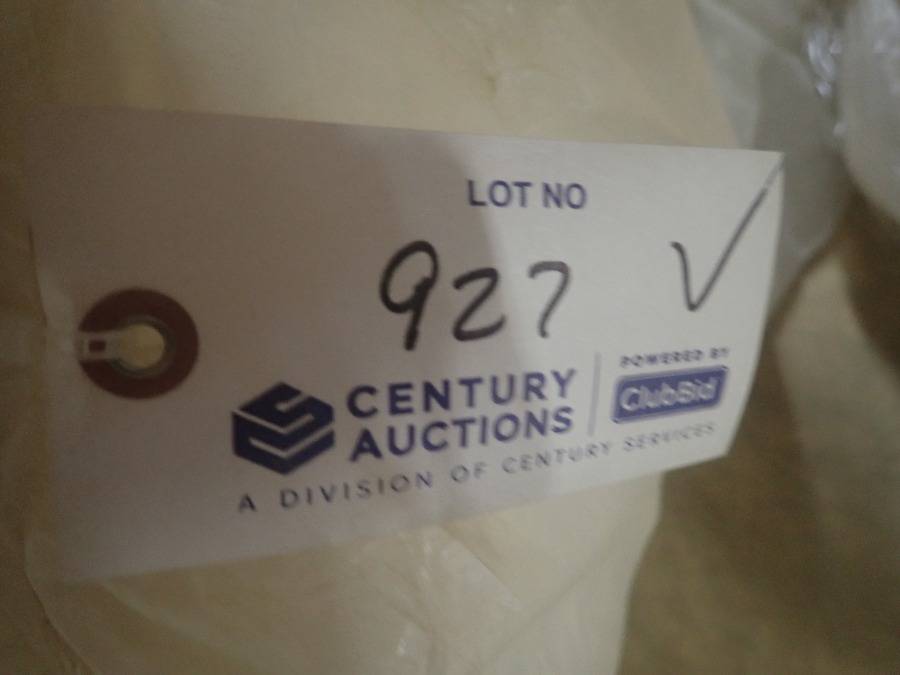 LOT NO
927 ✓
CENTURY AUCTIONS
POWERED BY
ClubBid
A DIVISION OF CENTURY SERVICES